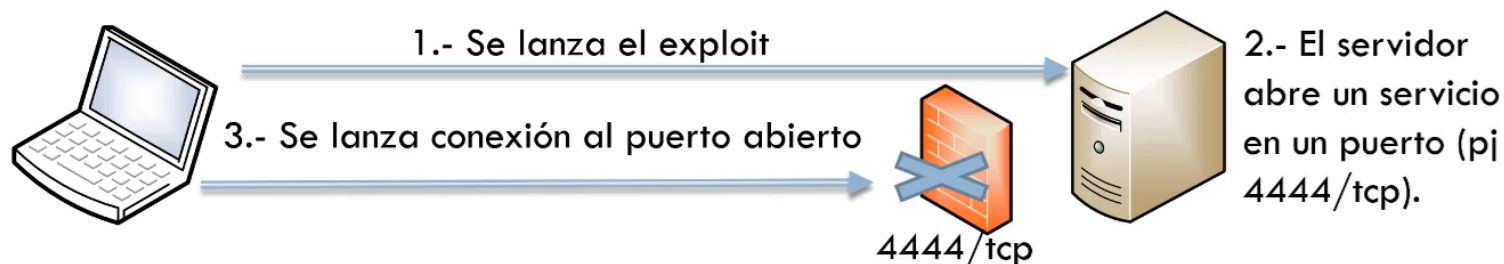 1.- Se lanza el exploit
3.- Se lanza conexión al puerto abierto
4444/tcp
2.- El servidor
abre un servicio
en un puerto (pj
4444/tcp).